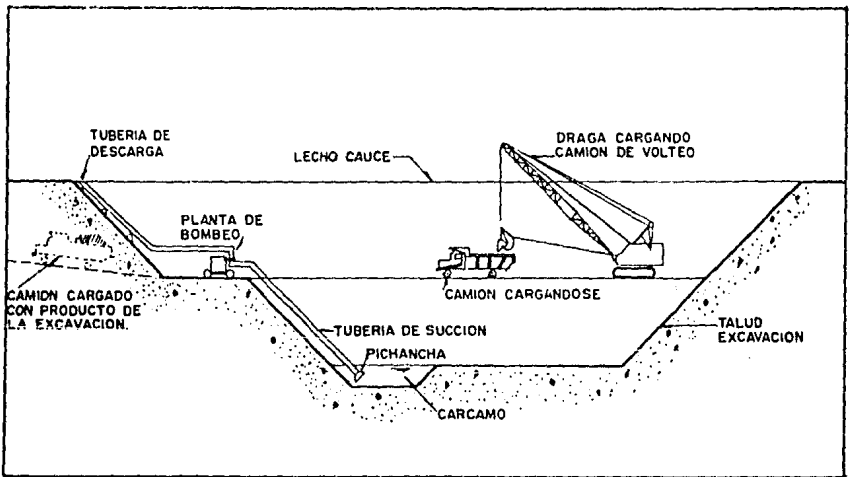 TUBERIA DE
DESCARGA
LECHO CAUCE
DRAGA CARGANDO
CAMION DE VOLTEO
PLANTA DE
BOMBEO
CAMION CARGADO
CON PRODUCTO DE
LA EXCAVACION.
CAMION CARGANDOSE
TUBERIA DE SUCCION
PICHANCHA
TALUD
EXCAVACION
CARCAMO